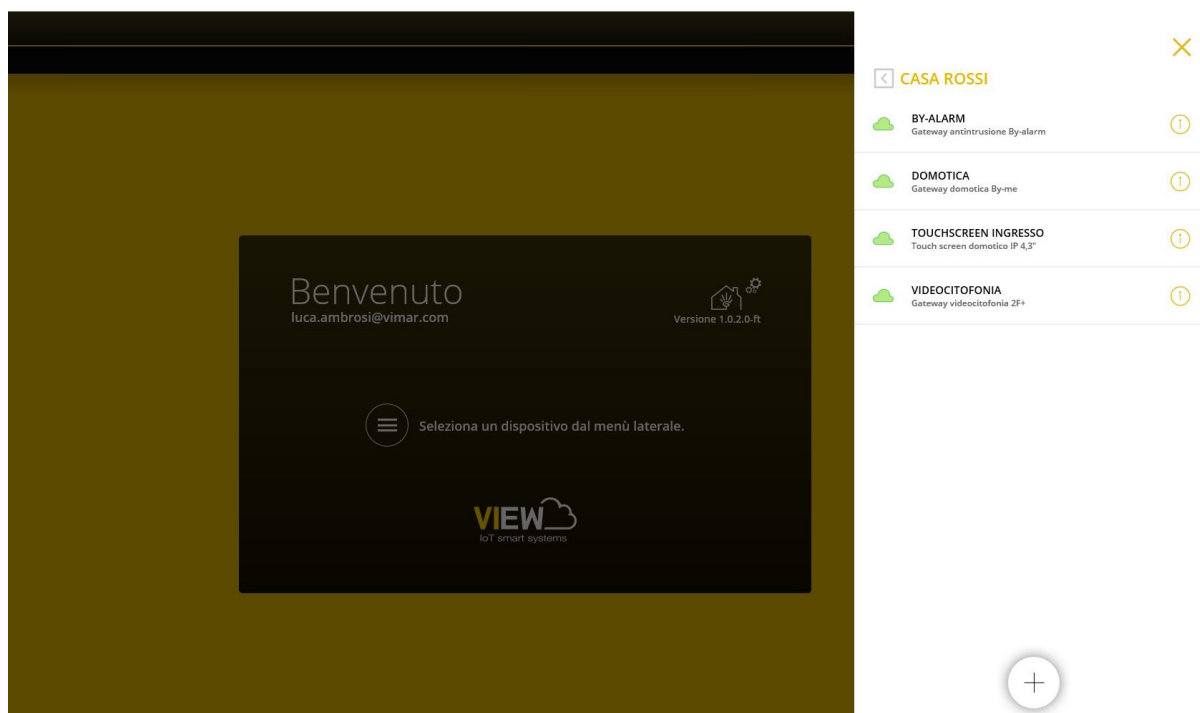 CASA ROSSI
BY-ALARM
Gateway antintrusione By-alarm
DOMOTICA
Gateway domotica By-me
TOUCHSCREEN INGRESSO
Touch screen domotico IP 4,3"
VIDEOCITOFONIA
Gateway videocitofonia 2F+
Benvenuto
luca.ambrosi@vimar.com
Versione 1.0.2.0-ft
Seleziona un dispositivo dal menù laterale.
VIEW
IoT smart systems